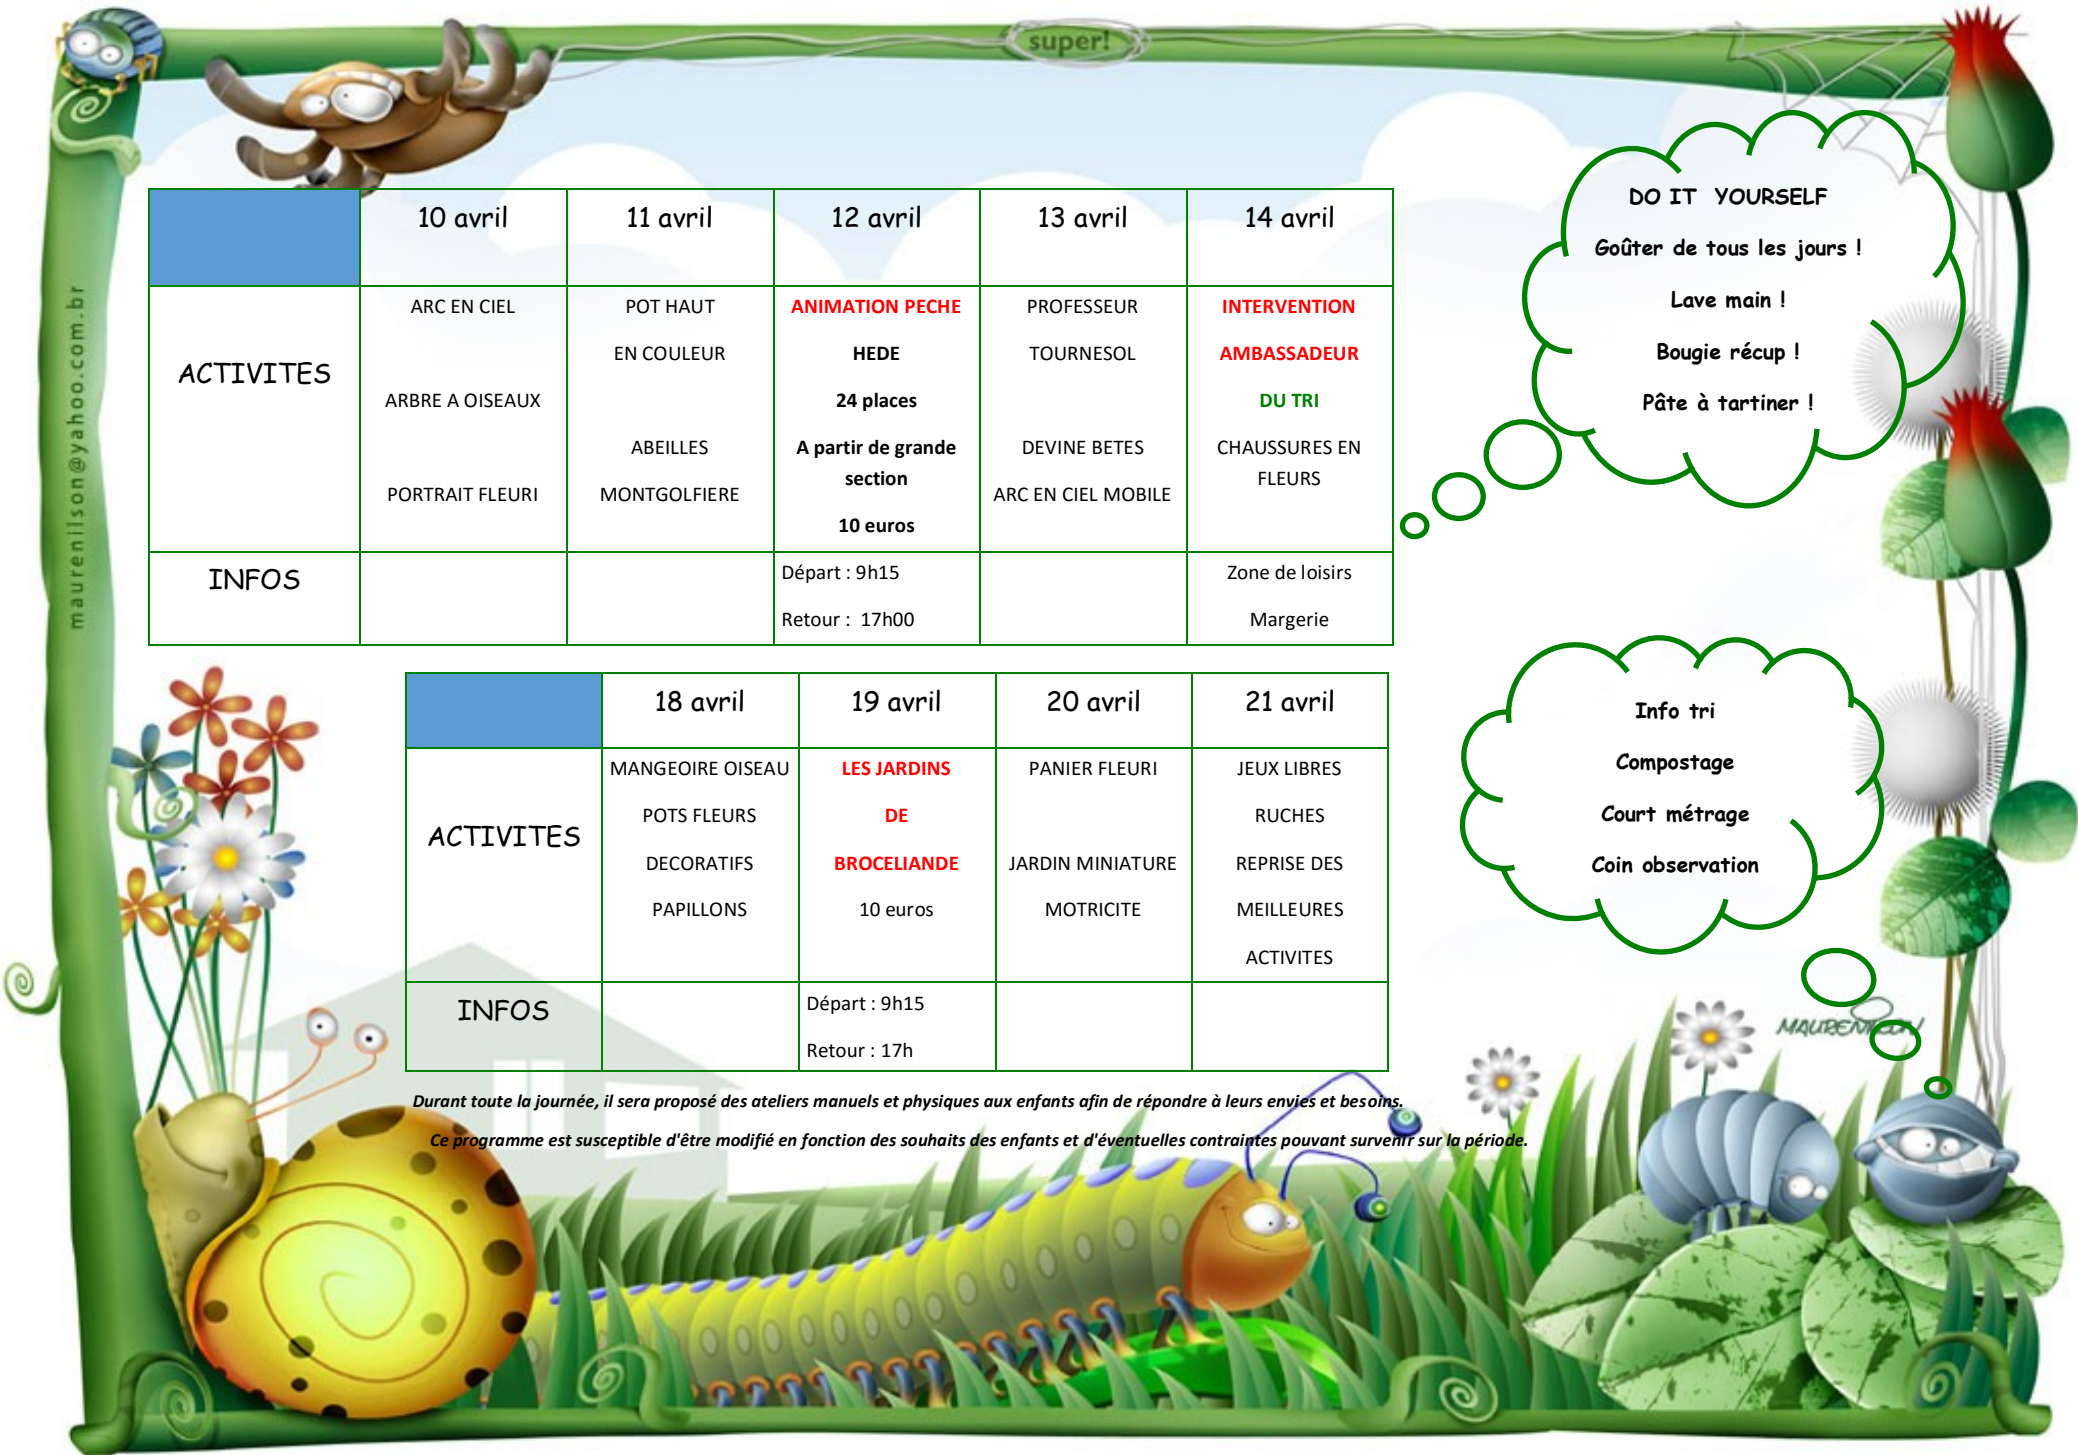 super!
maurenilson@yahoo.com.br
10 avril
11 avril
12 avril
13 avril
14 avril
ACTIVITES
ARC EN CIEL
ARBRE A OISEAUX
PORTRAIT FLEURI
POT HAUT
EN COULEUR
ABEILLES
MONTGOLFIERE
ANIMATION PECHE
HEDE
24 places
A partir de grande
section
10 euros
PROFESSEUR
TOURNESOL
DEVINE BETES
ARC EN CIEL MOBILE
INTERVENTION
AMBASSADEUR
DU TRI
CHAUSSURES EN
FLEURS
INFOS
Départ : 9h15
Retour :  17h00
Zone de loisirs
Margerie
DO IT  YOURSELF
Goûter de tous les jours !
Lave main !
Bougie récup !
Pâte à tartiner !
18 avril
19 avril
20 avril
21 avril
ACTIVITES
MANGEOIRE OISEAU
POTS FLEURS
DECORATIFS
PAPILLONS
LES JARDINS
DE
BROCELIANDE
10 euros
PANIER FLEURI
JARDIN MINIATURE
MOTRICITE
JEUX LIBRES
RUCHES
REPRISE DES
MEILLEURES
ACTIVITES
INFOS
Départ : 9h15
Retour : 17h
Info tri
Compostage
Court métrage
Coin observation
MAURENILSON
Durant toute la journée, il sera proposé des ateliers manuels et physiques aux enfants afin de répondre à leurs envies et besoins.
Ce programme est susceptible d'être modifié en fonction des souhaits des enfants et d'éventuelles contraintes pouvant survenir sur la période.